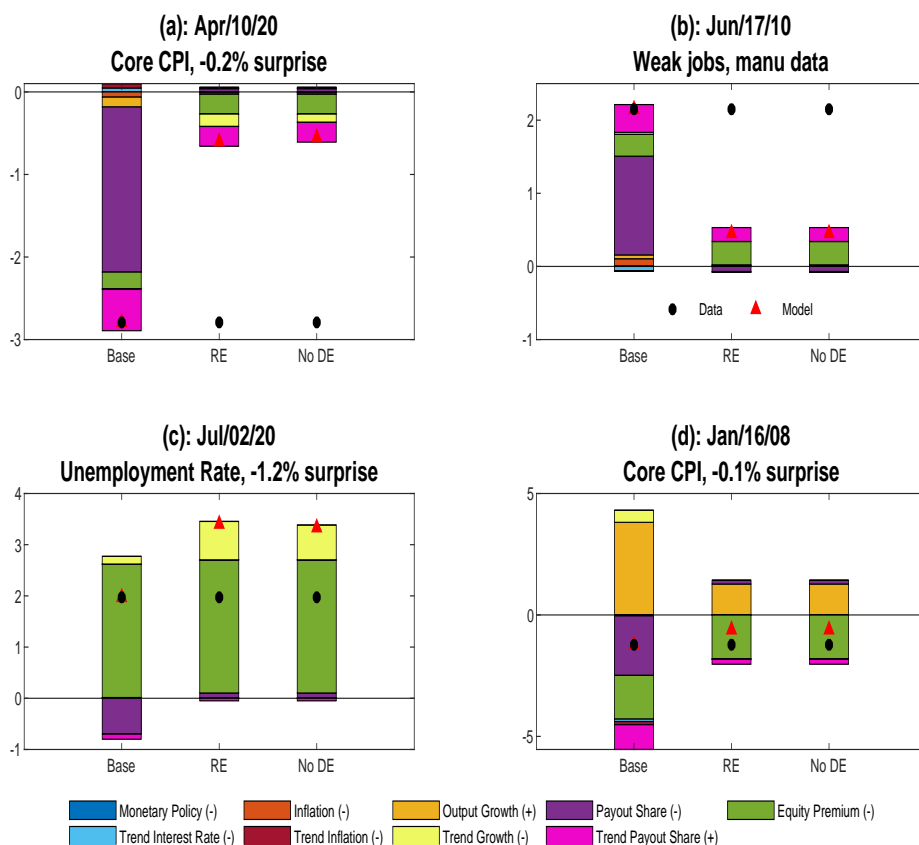 (a): Apr/10/20
Core CPI, -0.2% surprise
0
-1
-2
-3
Base RE No DE
(b): Jun/17/10
Weak jobs, manu data
2
1
0
-1
Data Model
Base RE No DE
(c): Jul/02/20
Unemployment Rate, -1.2% surprise
4
3
2
1
0
-1
Base RE No DE
(d): Jan/16/08
Core CPI, -0.1% surprise
5
0
-5
Base RE No DE
Monetary Policy (-) Inflation (-) Output Growth (+) Payout Share (-) Equity Premium (-)
Trend Interest Rate (-) Trend Inflation (-) Trend Growth (-) Trend Payout Share (+)